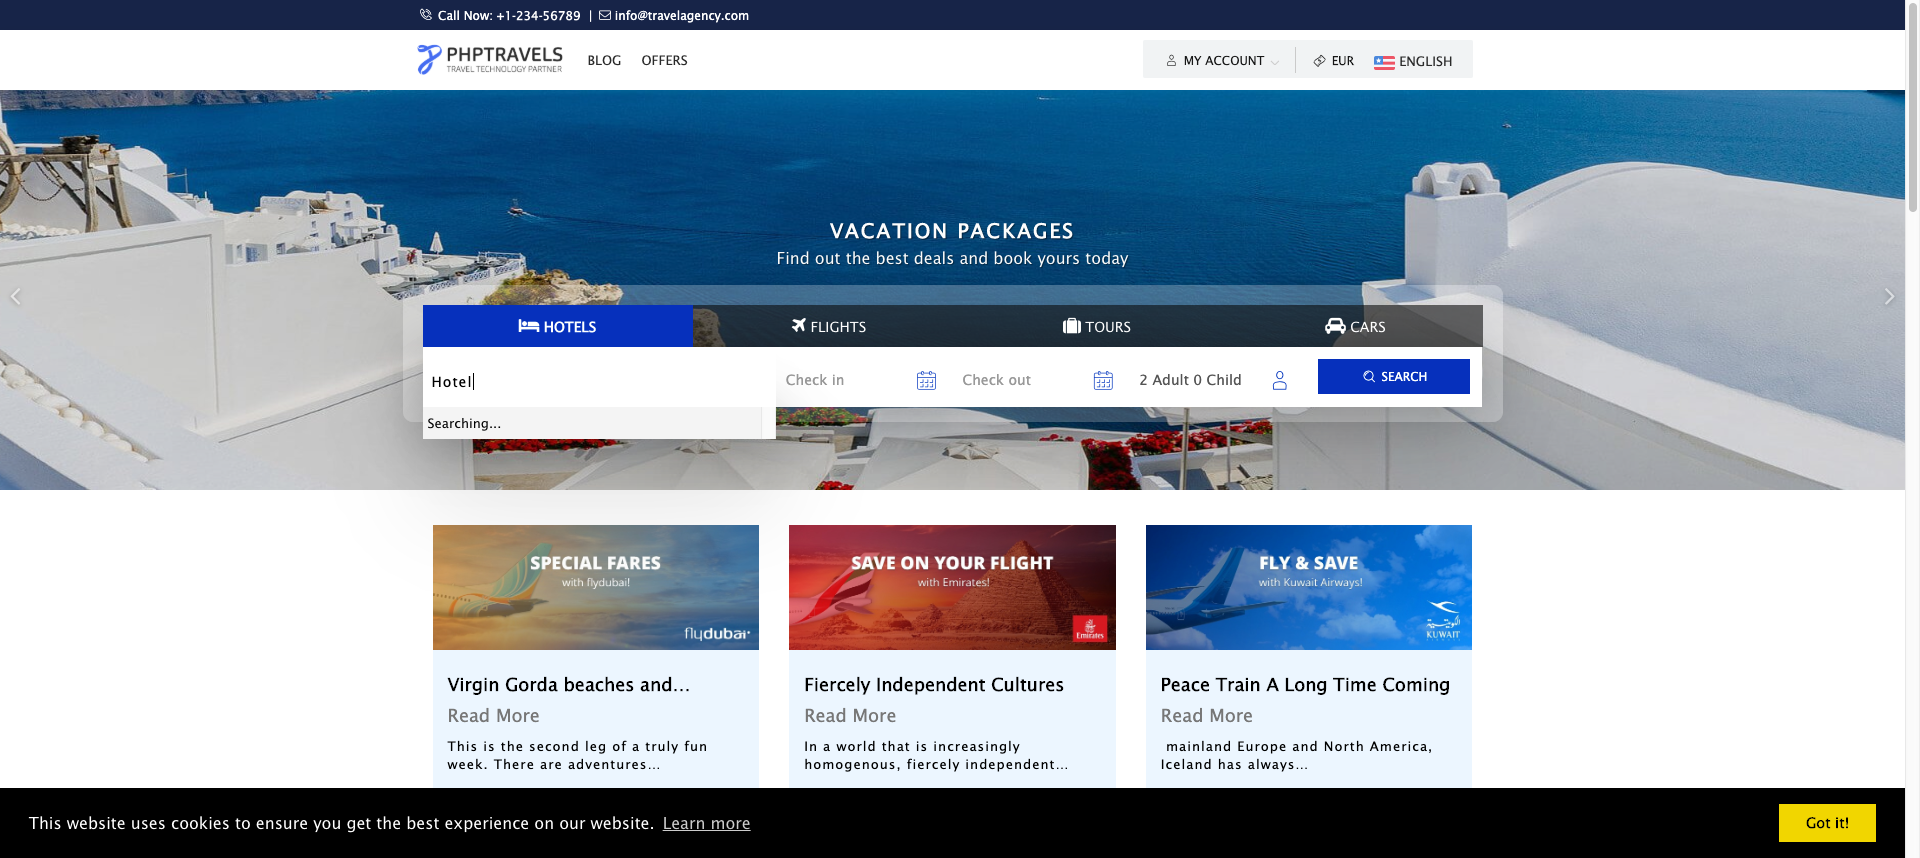 Call Now: +1-234-56789 | info@travelagency.com
PHPTRAVELS
TRAVEL TECHNOLOGY PARTNER
BLOG OFFERS
MY ACCOUNT EUR ENGLISH
VACATION PACKAGES
Find out the best deals and book yours today
HOTELS FLIGHTS TOURS CARS
Hotel Check in Check out 2 Adult 0 Child SEARCH
Searching...
SPECIAL FARES
with flydubai!
flydubai
SAVE ON YOUR FLIGHT
with Emirates!
Emirates
FLY & SAVE
with Kuwait Airways!
KUWAIT
Virgin Gorda beaches and...
Read More
This is the second leg of a truly fun
week. There are adventures...
Fiercely Independent Cultures
Read More
In a world that is increasingly
homogenous, fiercely independent...
Peace Train A Long Time Coming
Read More
mainland Europe and North America,
Iceland has always...
This website uses cookies to ensure you get the best experience on our website. Learn more
Got it!